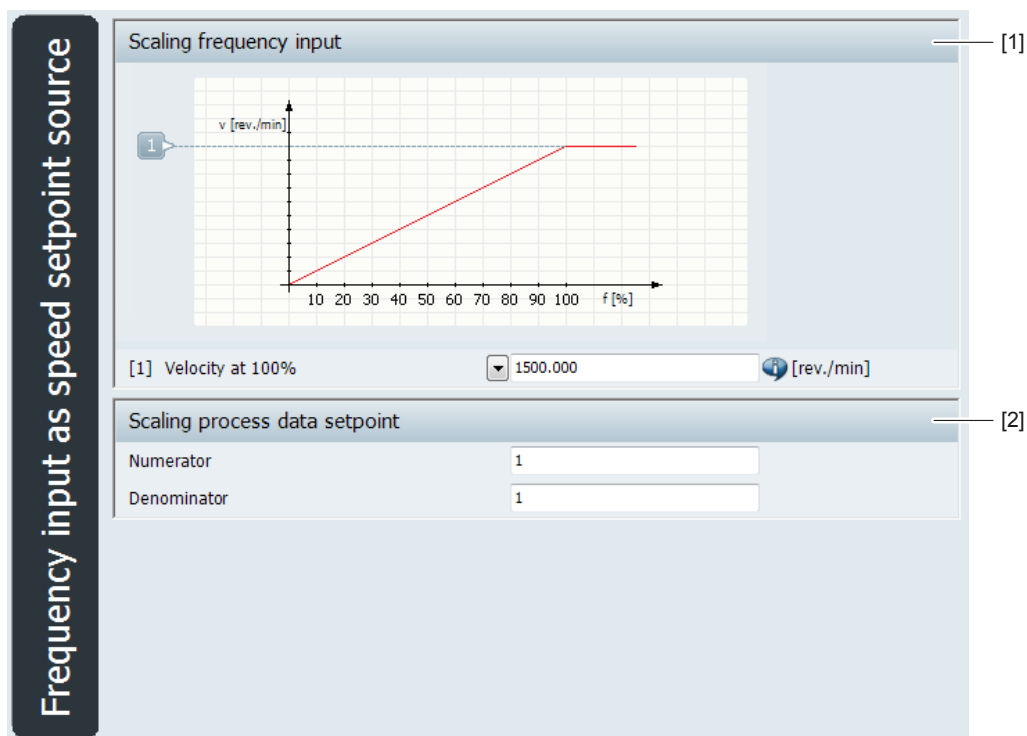 Frequency input as speed setpoint source
Scaling frequency input
[1]
v [rev./min]
1
10 20 30 40 50 60 70 80 90 100 f [%]
[1] Velocity at 100% 1500.000 [rev./min]
Scaling process data setpoint
[2]
Numerator 1
Denominator 1